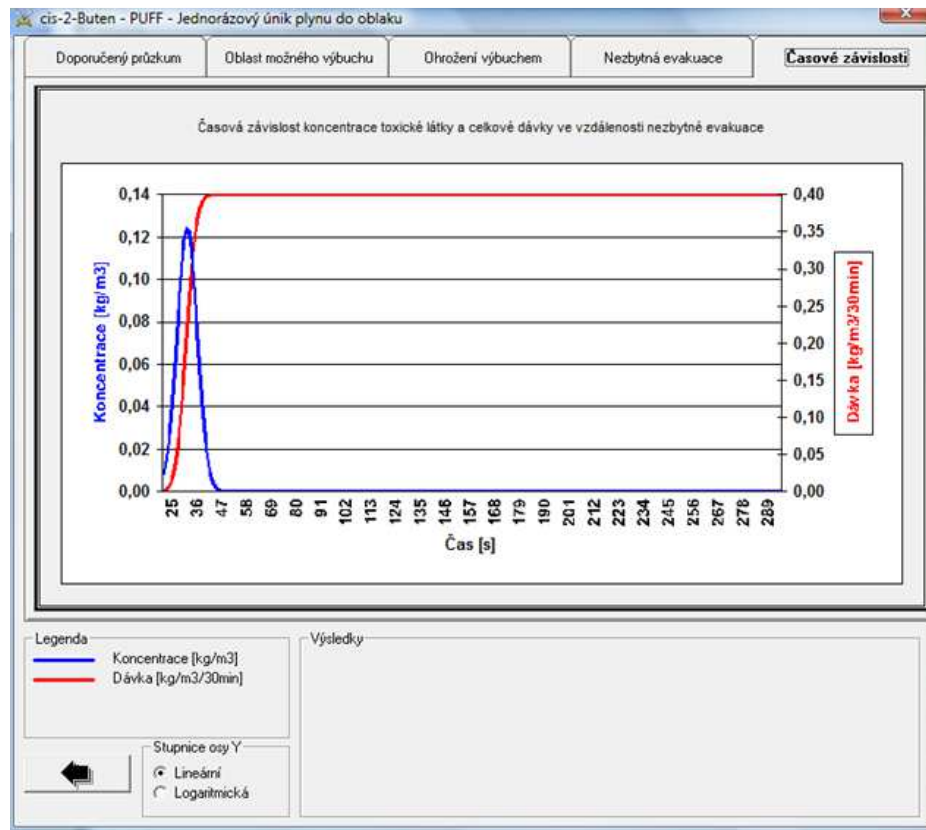 cis-2-Buten - PUFF - Jednorázový únik plynu do oblaku
Doporučený průzkum
Oblast možného výbuchu
Ohrožení výbuchem
Nezbytná evakuace
Časové závislosti
Časová závislost koncentrace toxické látky a celkové dávky ve vzdálenosti nezbytné evakuace
Koncentrace [kg/m3]
0,14
0,12
0,10
0,08
0,06
0,04
0,02
0,00
0,40
0,35
0,30
0,25
0,20
0,15
0,10
0,05
0,00
Dávka [kg/m3/30min]
25 36 47 58 69 80 91 102 113 124 135 146 157 168 179 190 201 212 223 234 245 256 267 278 289
Čas [s]
Legenda
Koncentrace [kg/m3]
Dávka [kg/m3/30min]
Výsledky
Stupnice osy Y
Lineární
Logaritmická